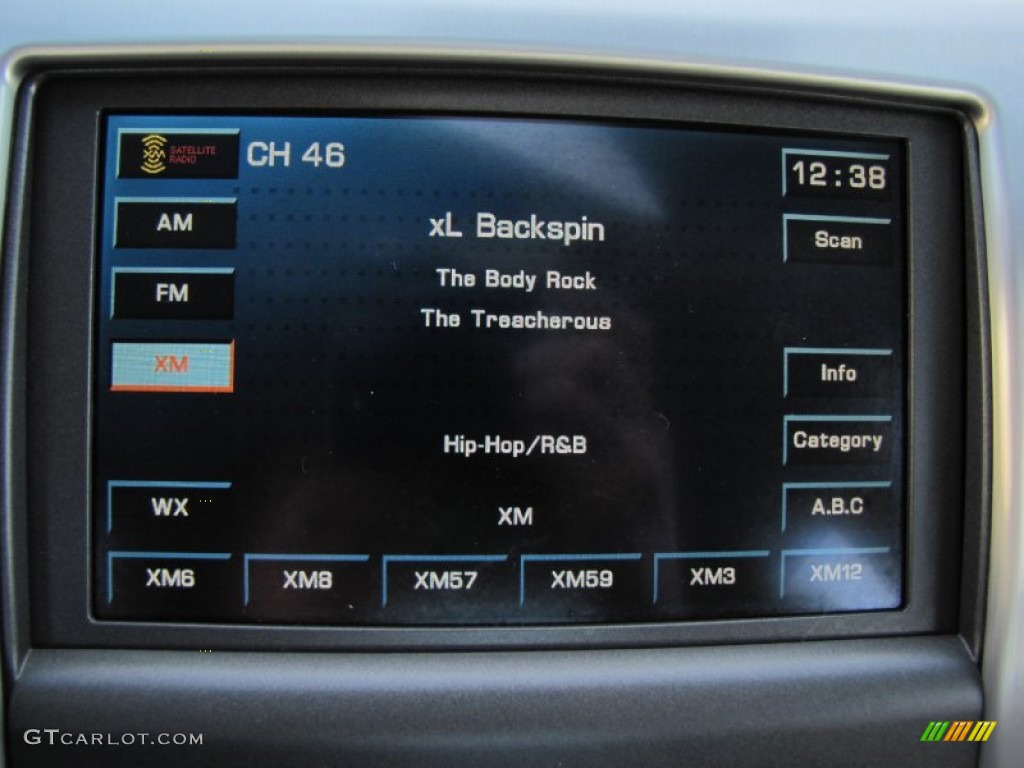 XM SATELLITE RADIO
CH 46
12:38
AM
xL Backspin
Scan
FM
The Body Rock
The Treacherous
XM
Info
Hip-Hop/R&B
Category
WX
XM
A.B.C
XM6 XM8 XM57 XM59 XM3 XM12
GTCARLOT.COM